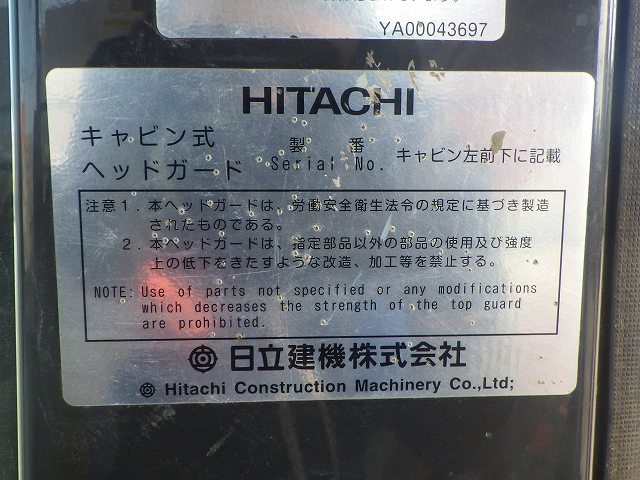 YA00043697
HITACHI
キャビン式
ヘッドガード
製番
Serial No.
キャビン左前下に記載
注意1．本ヘッドガードは、労働安全衛生法令の規定に基づき製造
されたものである。
2．本ヘッドガードは、指定部品以外の部品の使用及び強度
上の低下をきたすような改造、加工等を禁止する。
NOTE: Use of parts not specified or any modifications
which decreases the strength of the top guard
are prohibited.
日立建機株式会社
Hitachi Construction Machinery Co.,Ltd;